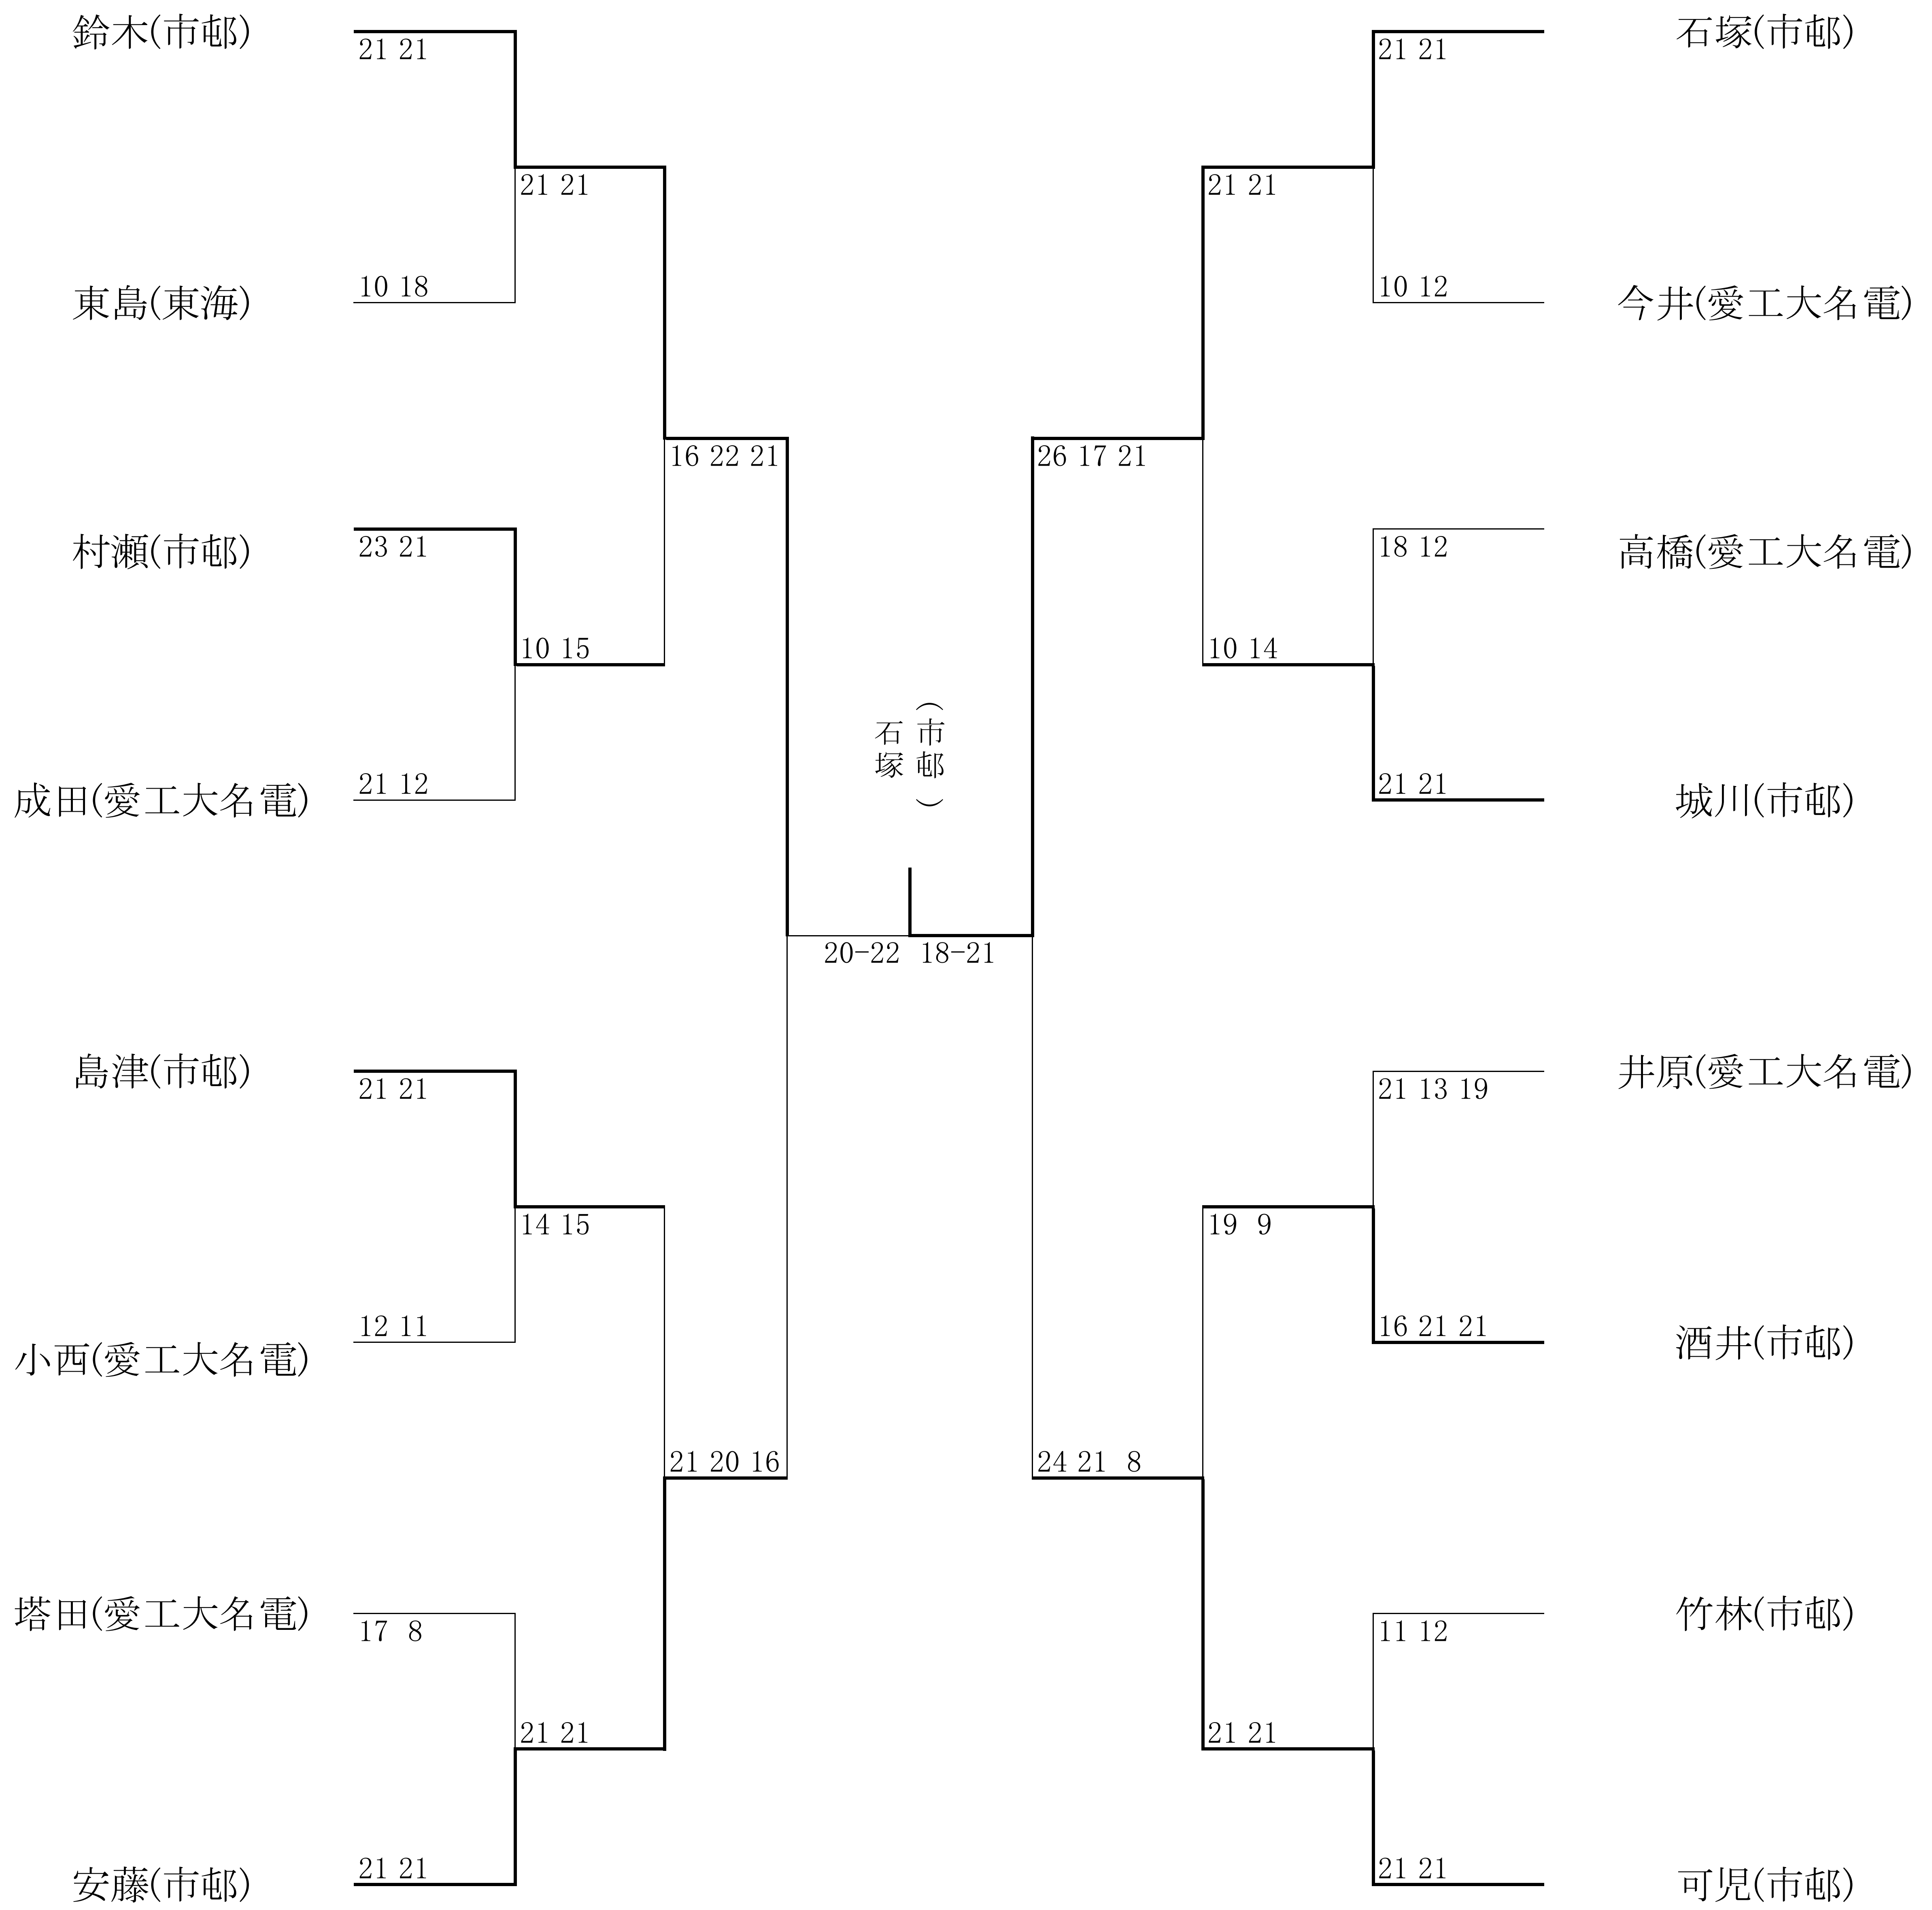 鈴木(市邨)
21 21
21 21
東島(東海)
10 18
16 22 21
村瀬(市邨)
23 21
10 15
成田(愛工大名電)
21 12
島津(市邨)
21 21
14 15
小西(愛工大名電)
12 11
21 20 16
塔田(愛工大名電)
17 8
21 21
安藤(市邨)
21 21
石塚
(市邨)
20-22 18-21
石塚(市邨)
21 21
21 21
今井(愛工大名電)
10 12
26 17 21
高橋(愛工大名電)
18 12
10 14
城川(市邨)
21 21
井原(愛工大名電)
21 13 19
19 9
酒井(市邨)
16 21 21
24 21 8
竹林(市邨)
11 12
21 21
可児(市邨)
21 21